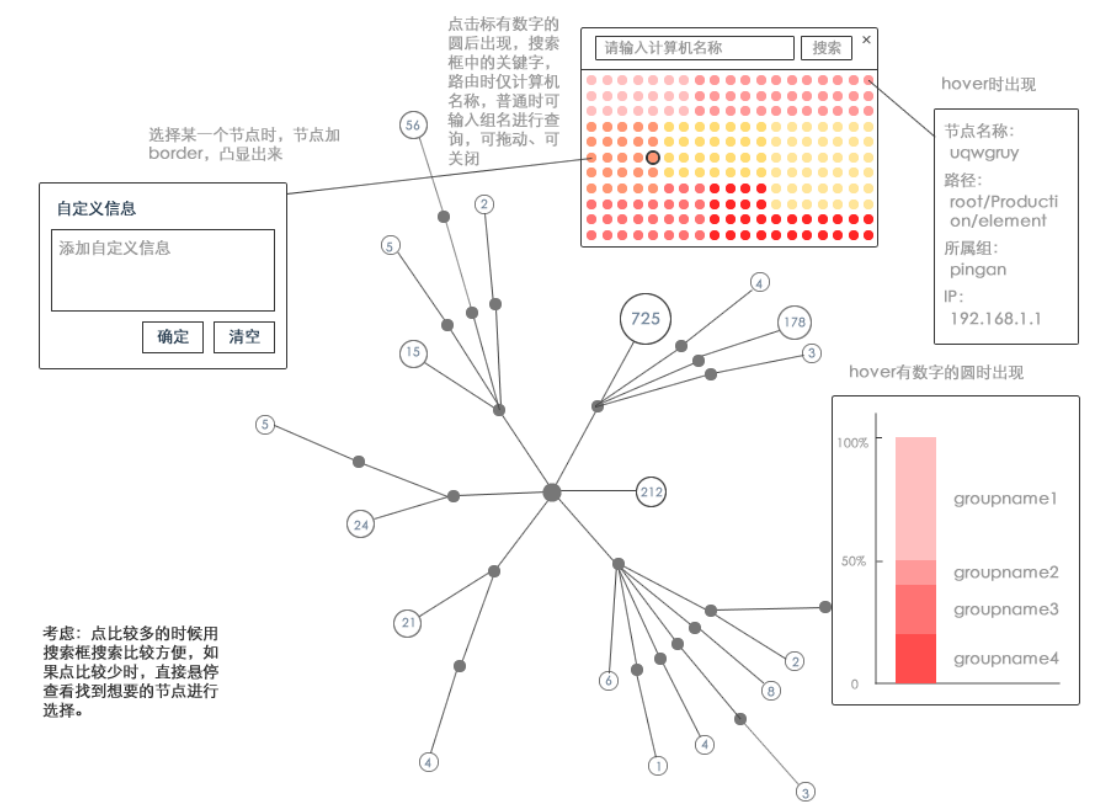 点击标有数字的
圆后出现，搜索
框中的关键字，
路由时仅计算机
名称，普通时可
输入组名进行查
询，可拖动、可
关闭
请输入计算机名称
搜索
×
hover时出现
节点名称：
uqwgruy
路径：
root/Producti
on/element
所属组：
pingan
IP：
192.168.1.1
选择某一个节点时，节点加
border，凸显出来
自定义信息
添加自定义信息
确定
清空
56
2
5
15
5
24
21
4
725
4
178
3
212
6
1
4
3
8
2
hover有数字的圆时出现
100%
50%
0
groupname1
groupname2
groupname3
groupname4
考虑：点比较多的时候用
搜索框搜索比较方便，如
果点比较少时，直接悬停
查看找到想要的节点进行
选择。